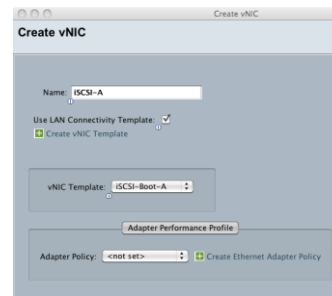 Create vNIC
Create vNIC
Name: iSCSI-A
Use LAN Connectivity Template:
Create vNIC Template
vNIC Template: iSCSI-Boot-A
Adapter Performance Profile
Adapter Policy: <not set> Create Ethernet Adapter Policy